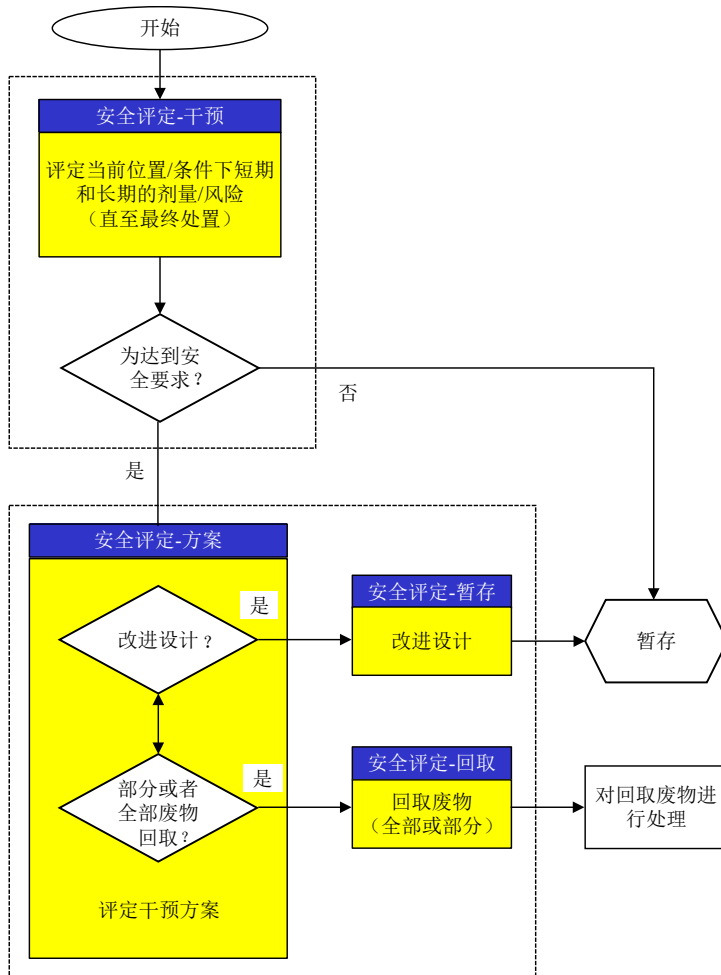 开始
安全评定-干预
评定当前位置/条件下短期
和长期的剂量/风险
（直至最终处置）
为达到安
全要求？
否
是
安全评定-方案
是
改进设计？
安全评定-暂存
改进设计
暂存
部分或者
全部废物
回取？
是
安全评定-回取
回取废物
（全部或部分）
对回取废物进
行处理
评定干预方案